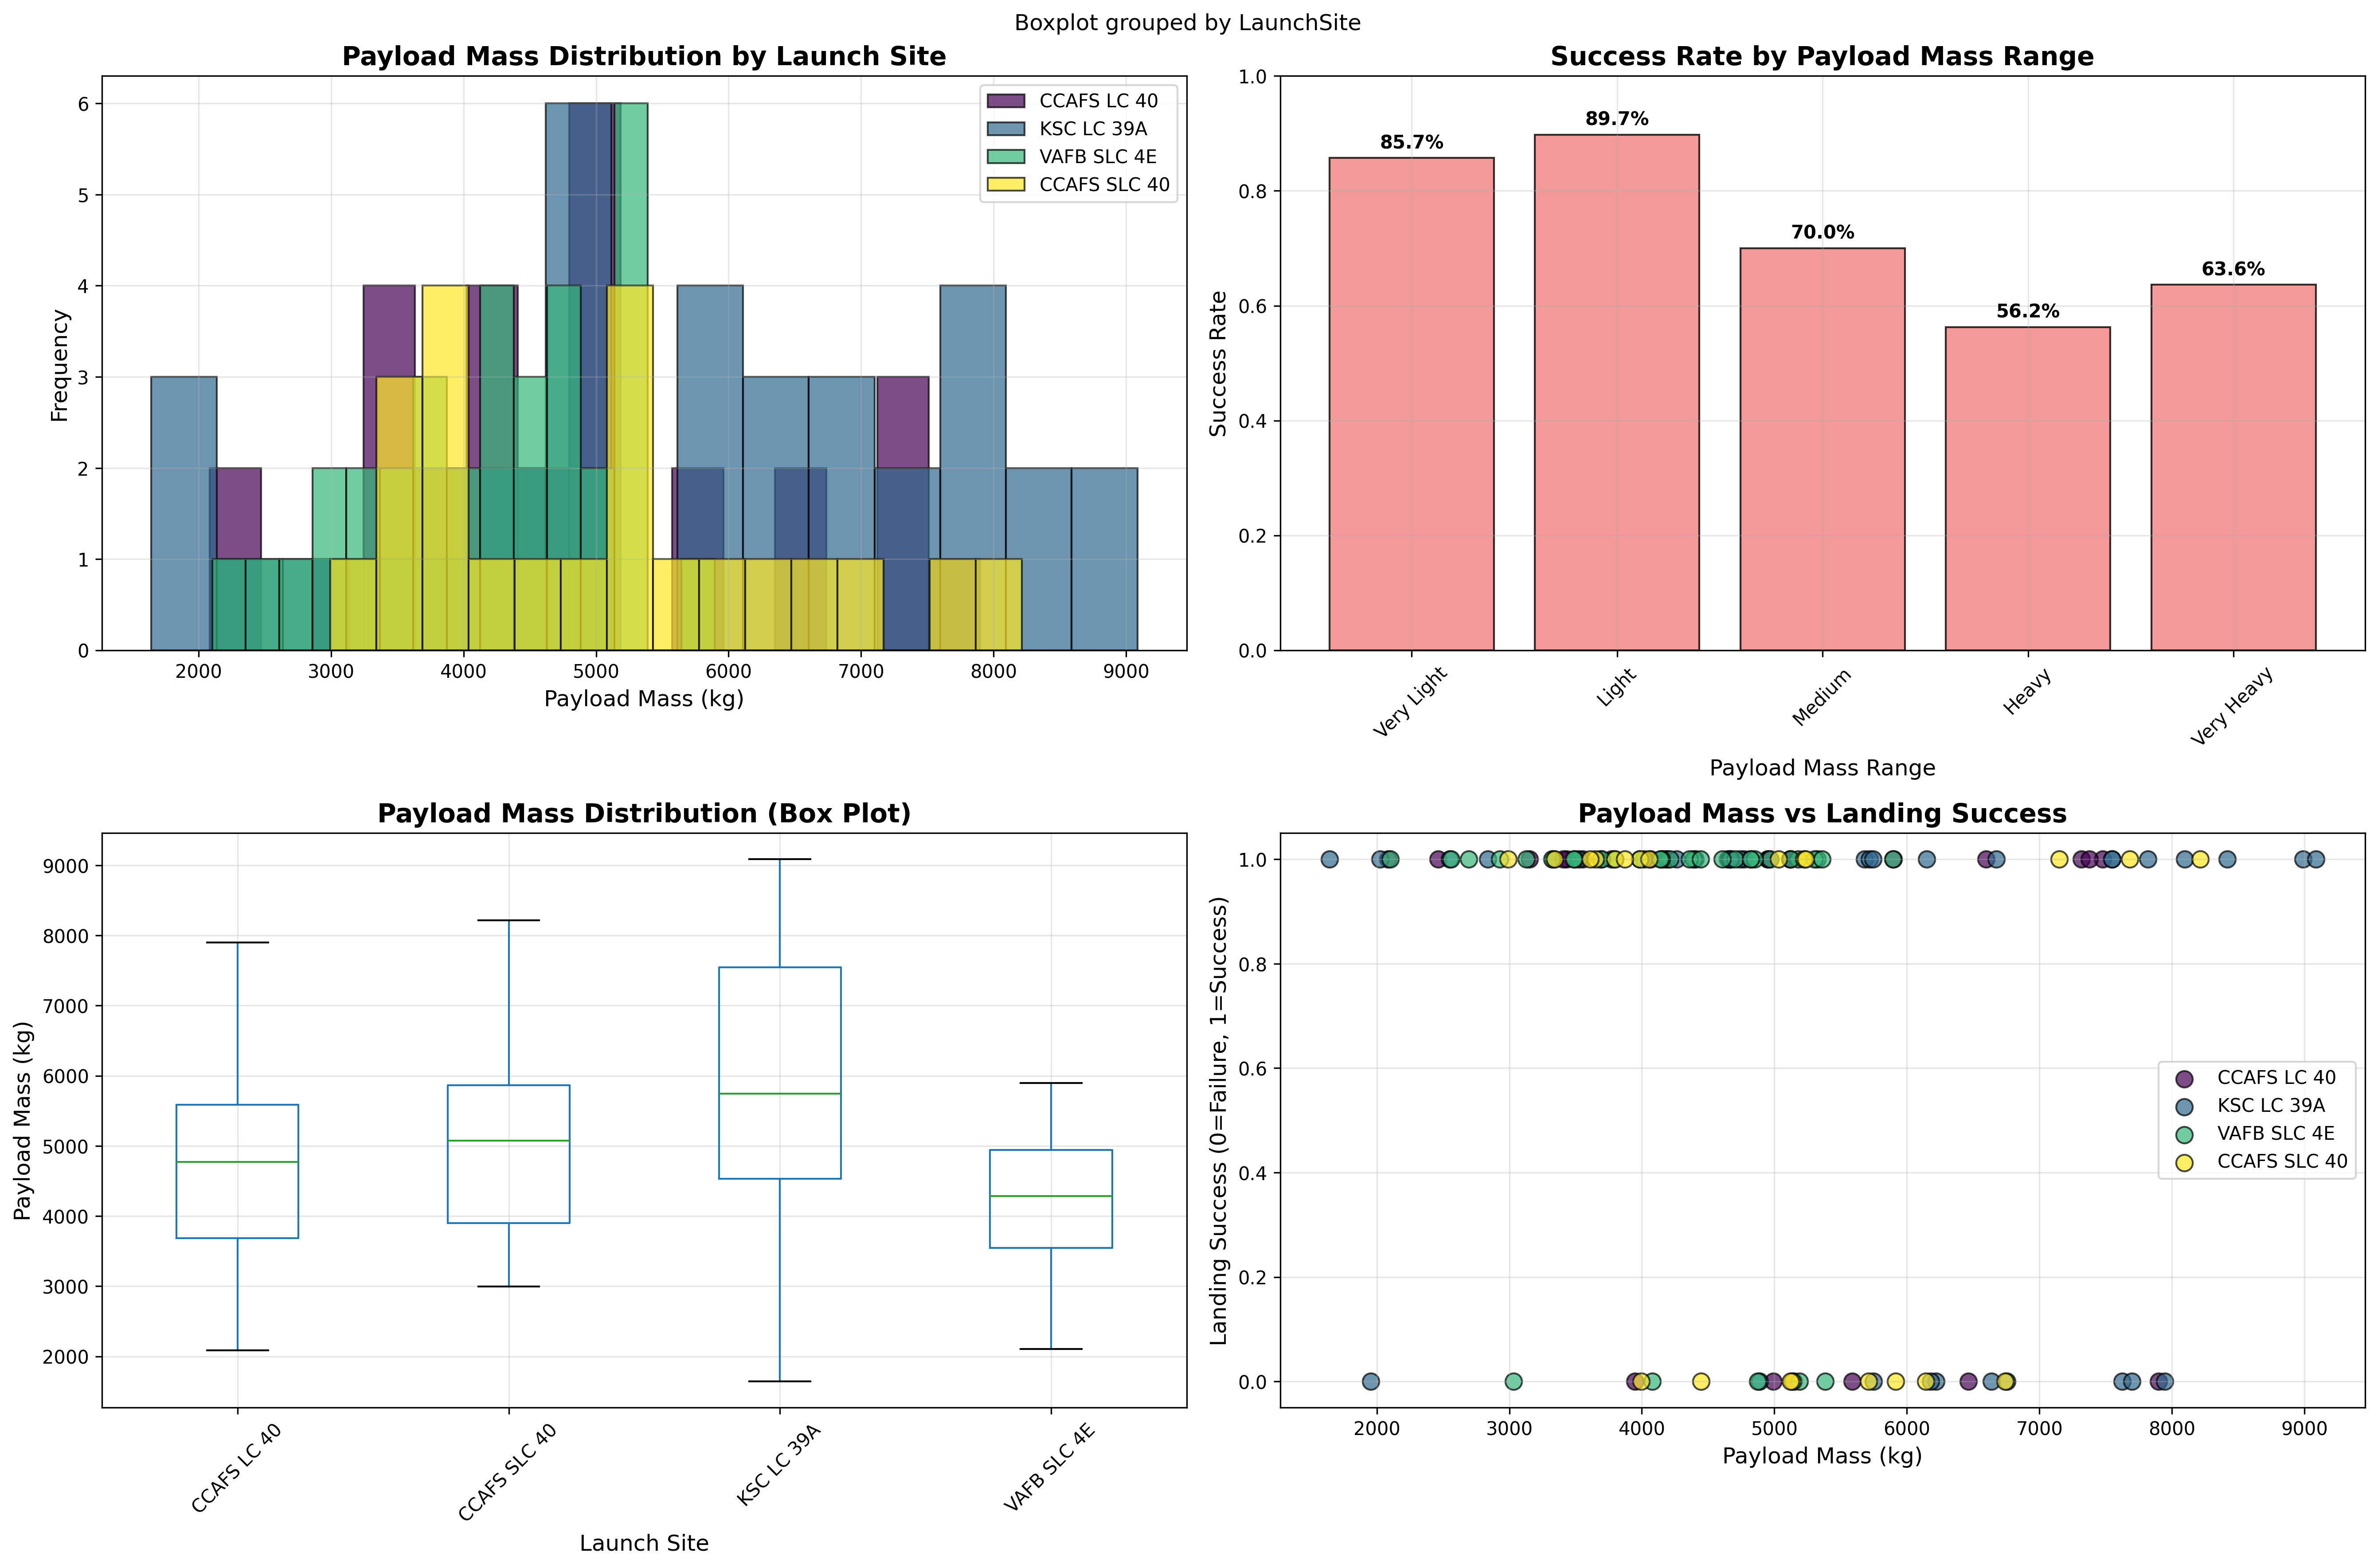 Boxplot grouped by LaunchSite
Payload Mass Distribution by Launch Site
Frequency
6
5
4
3
2
1
0
CCAFS LC 40
KSC LC 39A
VAFB SLC 4E
CCAFS SLC 40
2000 3000 4000 5000 6000 7000 8000 9000
Payload Mass (kg)
Success Rate by Payload Mass Range
Success Rate
1.0
0.8
0.6
0.4
0.2
0.0
85.7%
89.7%
70.0%
56.2%
63.6%
Very Light
Light
Medium
Heavy
Very Heavy
Payload Mass Range
Payload Mass Distribution (Box Plot)
Payload Mass (kg)
9000
8000
7000
6000
5000
4000
3000
2000
CCAFS LC 40
CCAFS SLC 40
KSC LC 39A
VAFB SLC 4E
Launch Site
Payload Mass vs Landing Success
Landing Success (0=Failure, 1=Success)
1.0
0.8
0.6
0.4
0.2
0.0
CCAFS LC 40
KSC LC 39A
VAFB SLC 4E
CCAFS SLC 40
2000 3000 4000 5000 6000 7000 8000 9000
Payload Mass (kg)